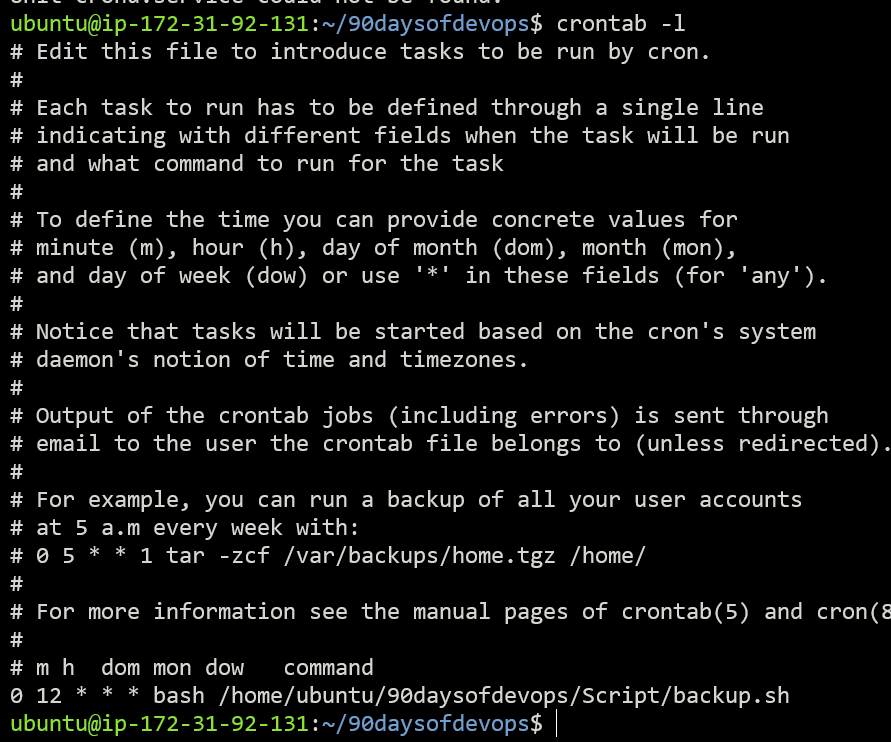 unit crond.service could not be found.
ubuntu@ip-172-31-92-131:~/90daysofdevops$ crontab -l
# Edit this file to introduce tasks to be run by cron.
#
# Each task to run has to be defined through a single line
# indicating with different fields when the task will be run
# and what command to run for the task
#
# To define the time you can provide concrete values for
# minute (m), hour (h), day of month (dom), month (mon),
# and day of week (dow) or use '*' in these fields (for 'any').
#
# Notice that tasks will be started based on the cron's system
# daemon's notion of time and timezones.
#
# Output of the crontab jobs (including errors) is sent through
# email to the user the crontab file belongs to (unless redirected).
#
# For example, you can run a backup of all your user accounts
# at 5 a.m every week with:
# 0 5 * * 1 tar -zcf /var/backups/home.tgz /home/
#
# For more information see the manual pages of crontab(5) and cron(8
#
# m h  dom mon dow   command
0 12 * * * bash /home/ubuntu/90daysofdevops/Script/backup.sh
ubuntu@ip-172-31-92-131:~/90daysofdevops$